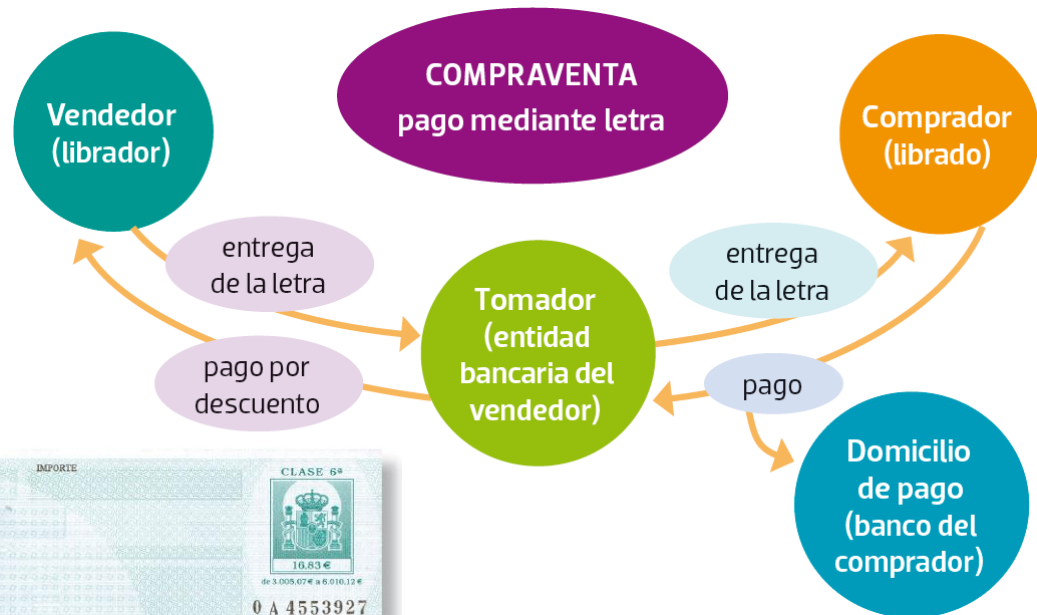 COMPRAVENTA
pago mediante letra
Vendedor
(librador)
Comprador
(librado)
entrega
de la letra
entrega
de la letra
Tomador
(entidad
bancaria del
vendedor)
pago por
descuento
pago
Domicilio
de pago
(banco del
comprador)
IMPORTE
CLASE 6ª
16,83 €
de 3.005,07 € a 6.010,12 €
0 A 4553927